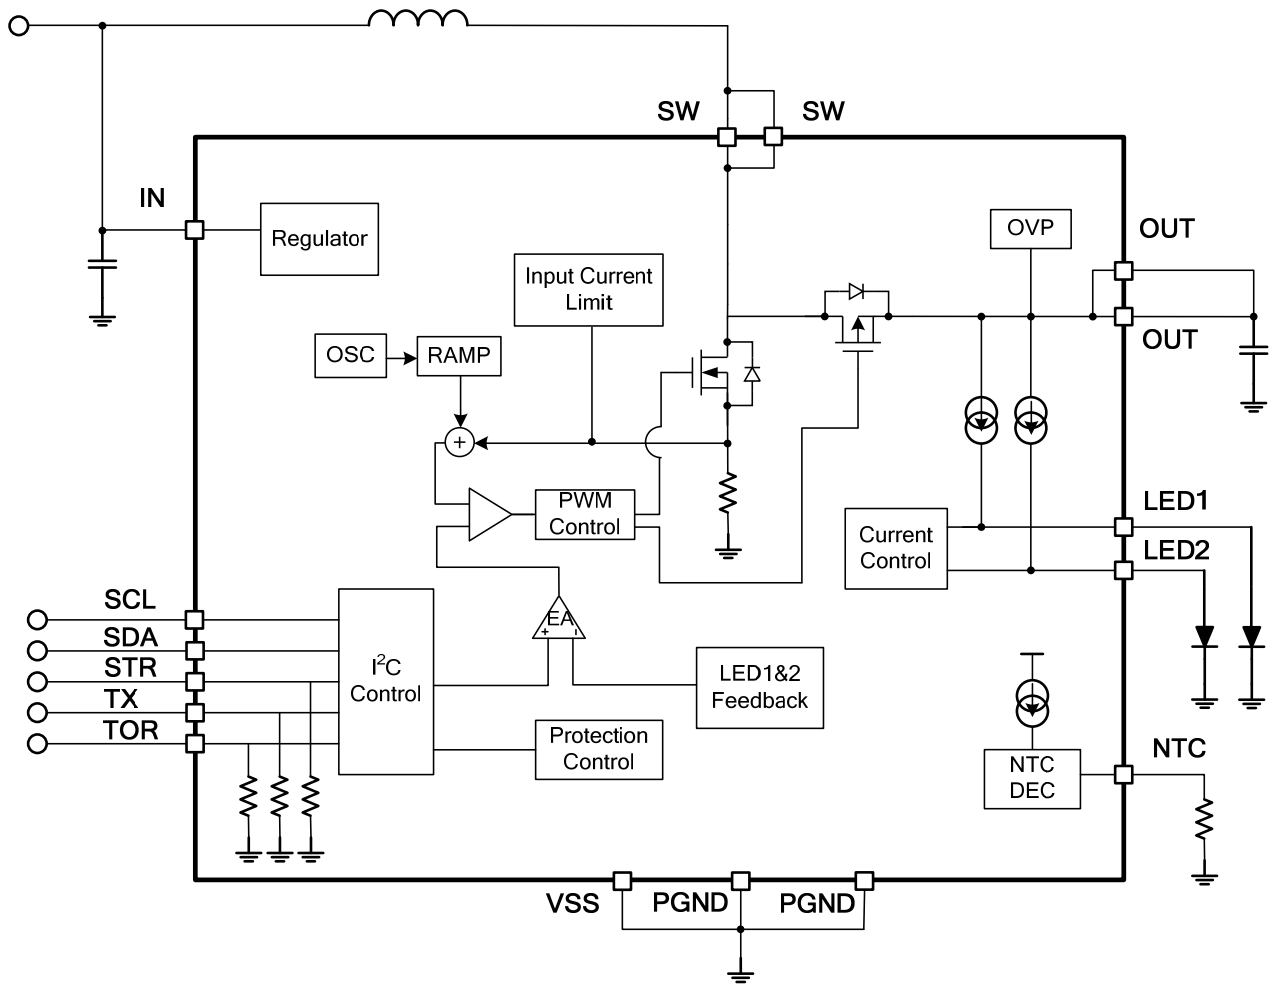 SW
SW
IN
Regulator
OVP
OUT
Input Current
Limit
OSC
RAMP
OUT
+
PWM
Control
LED1
Current
Control
LED2
SCL
SDA
STR
TX
TOR
I²C
Control
EA
+ -
LED1&2
Feedback
Protection
Control
NTC
NTC
DEC
VSS
PGND
PGND